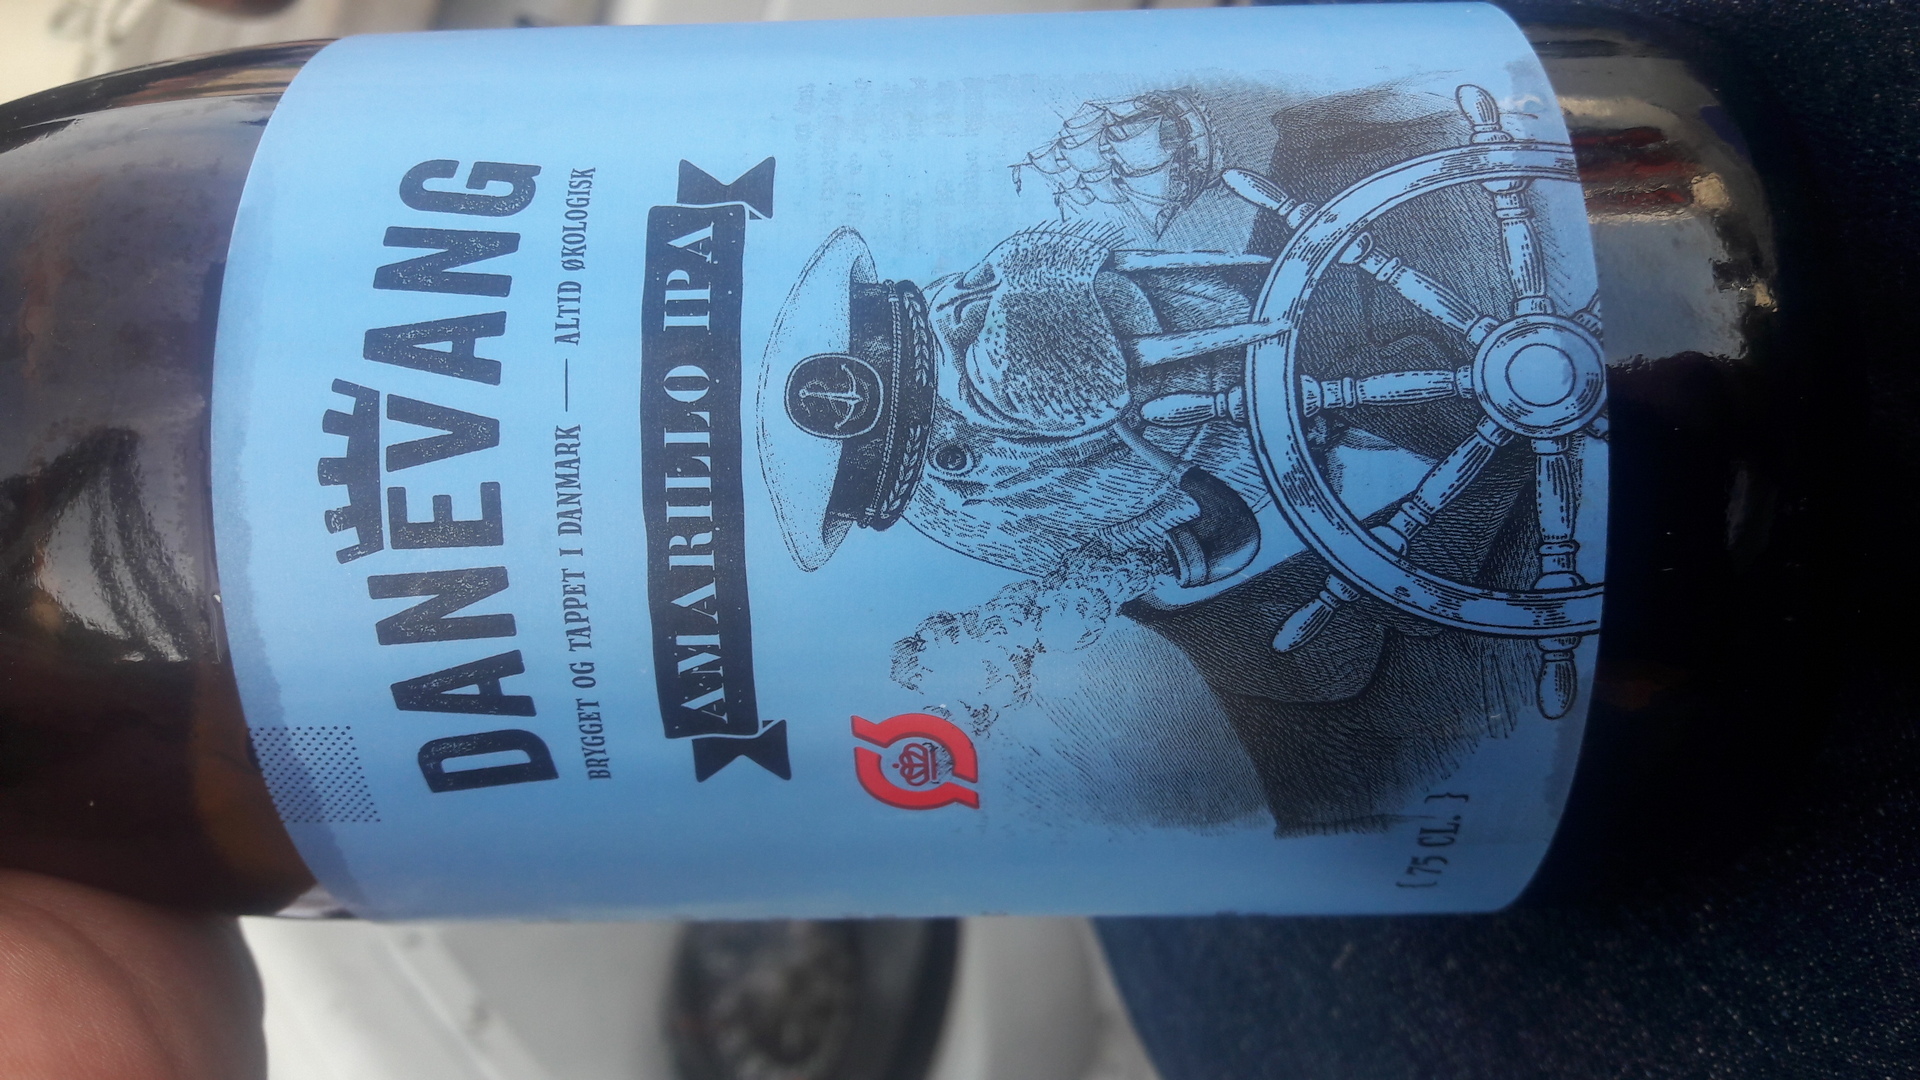 DANEVANG
BRYGGET OG TAPPET I DANMARK — ALTID ØKOLOGISK
AMARILLO IPA
Ø
{ 75 CL. }